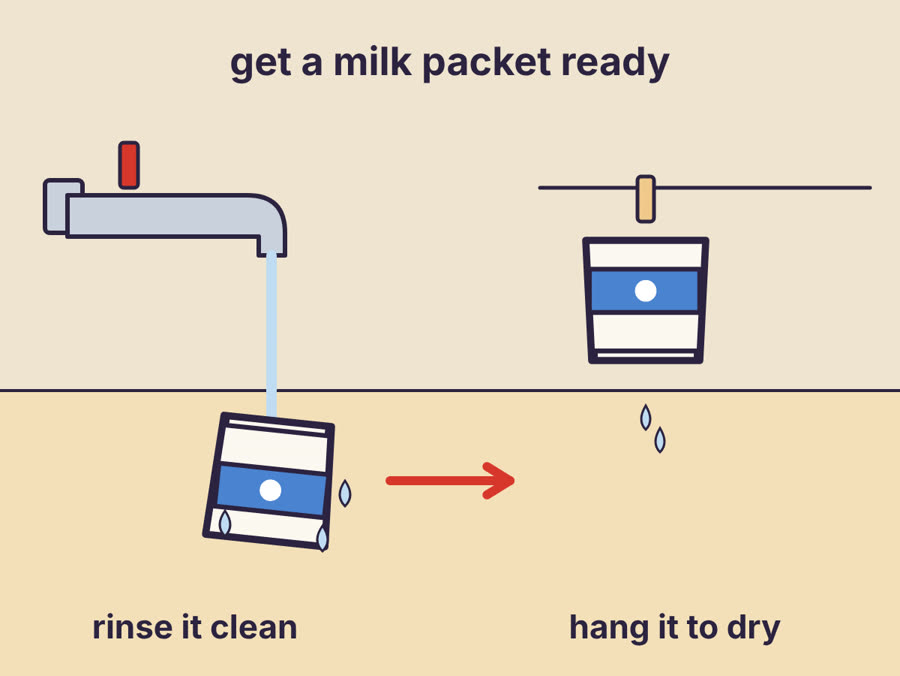 get a milk packet ready
rinse it clean
hang it to dry